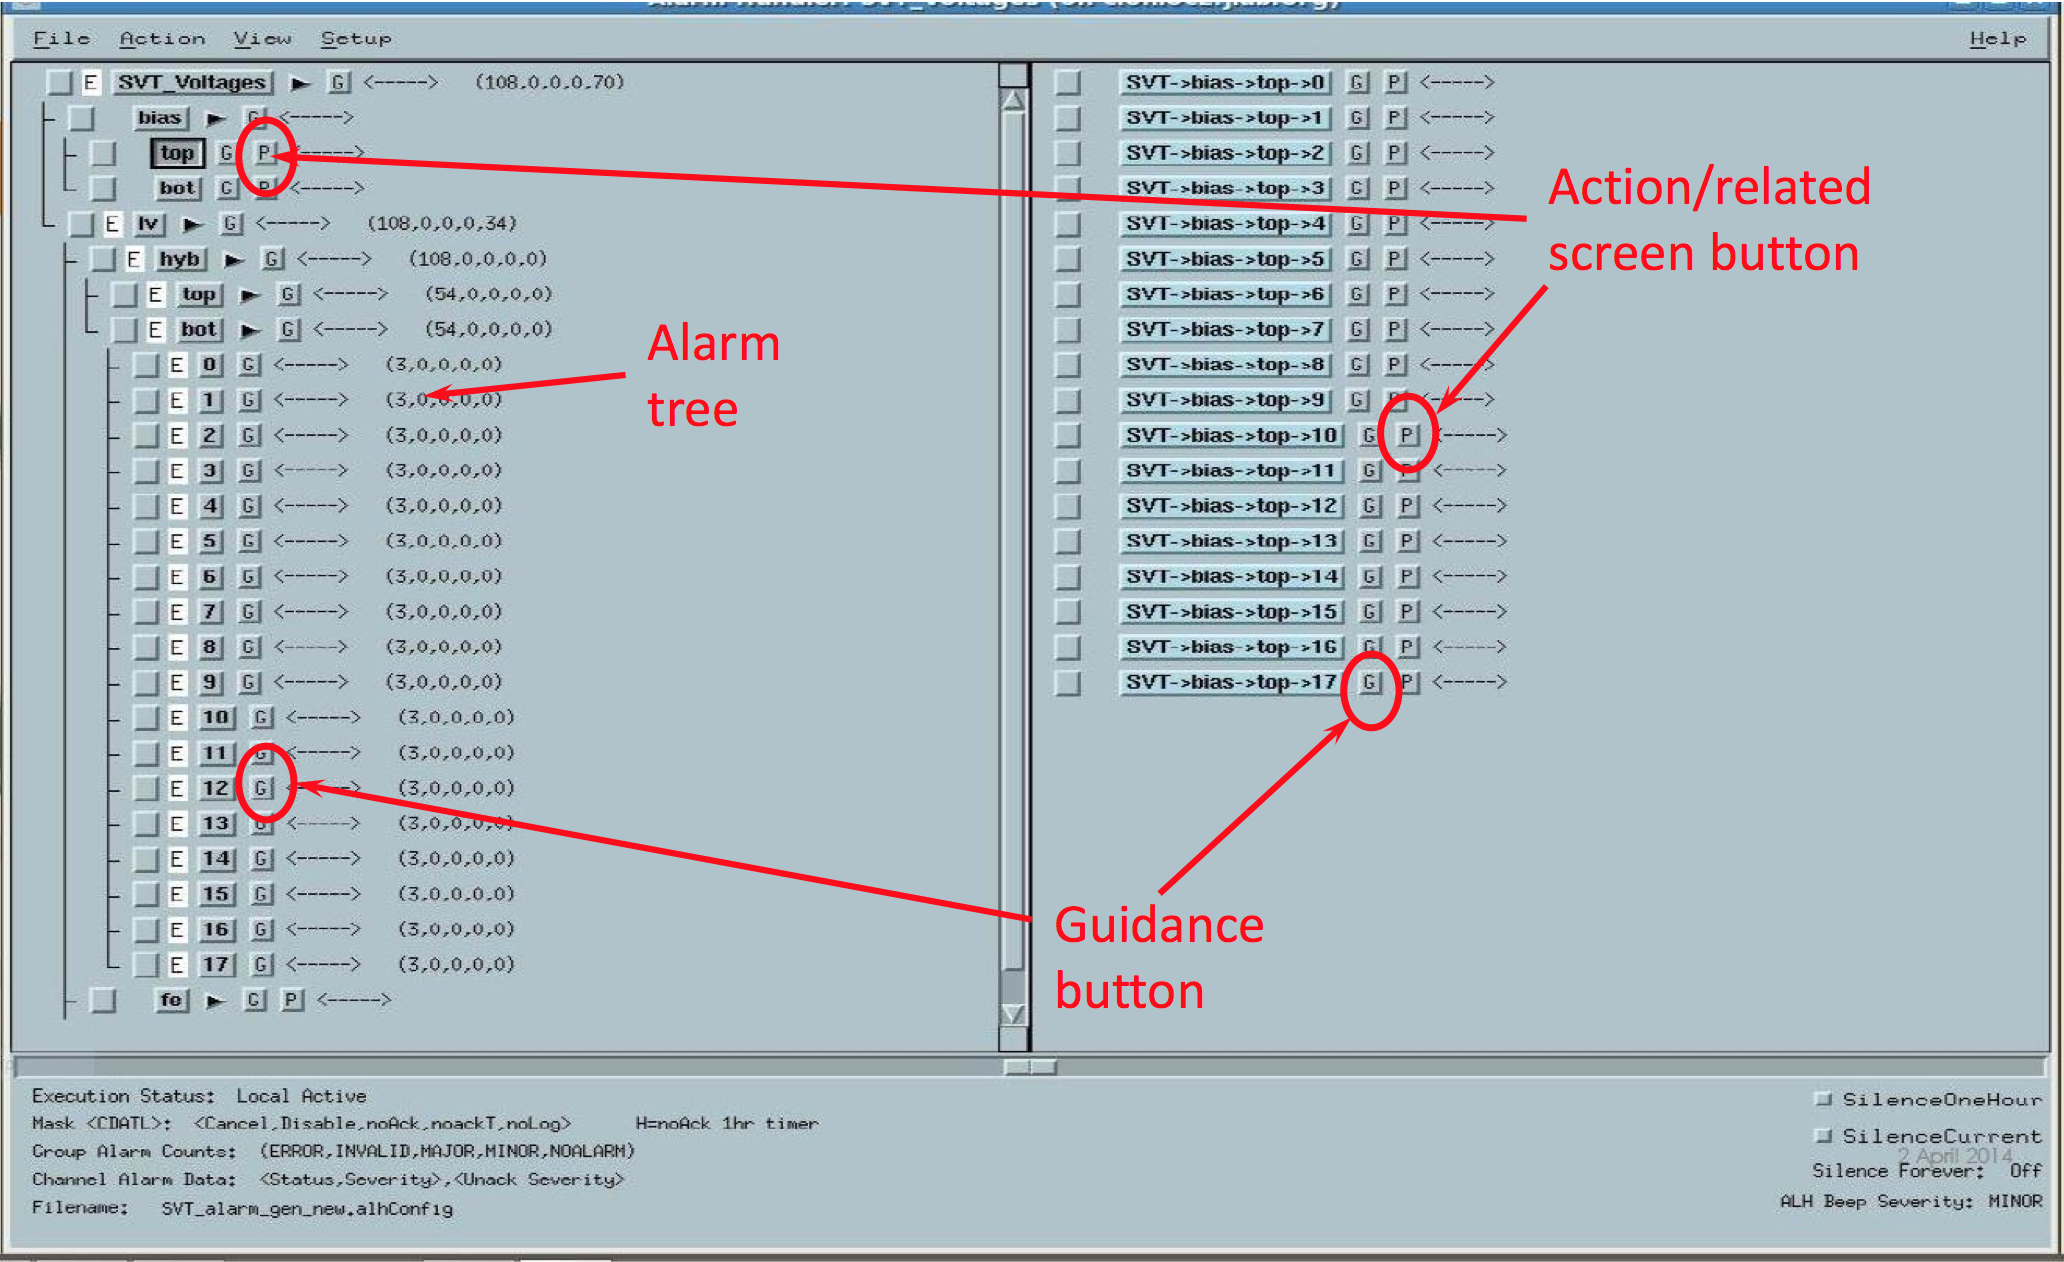 Alarm Handler: SVT_Voltages
File Action View Setup Help
E SVT_Voltages G <-----> (108,0,0,0,70)
bias G <----->
top G P <----->
bot G P <----->
E lv G <-----> (108,0,0,0,34)
E hyb G <-----> (108,0,0,0,0)
E top G <-----> (54,0,0,0,0)
E bot G <-----> (54,0,0,0,0)
E 0 G <-----> (3,0,0,0,0)
E 1 G <-----> (3,0,0,0,0)
E 2 G <-----> (3,0,0,0,0)
E 3 G <-----> (3,0,0,0,0)
E 4 G <-----> (3,0,0,0,0)
E 5 G <-----> (3,0,0,0,0)
E 6 G <-----> (3,0,0,0,0)
E 7 G <-----> (3,0,0,0,0)
E 8 G <-----> (3,0,0,0,0)
E 9 G <-----> (3,0,0,0,0)
E 10 G <-----> (3,0,0,0,0)
E 11 G <-----> (3,0,0,0,0)
E 12 G <-----> (3,0,0,0,0)
E 13 G <-----> (3,0,0,0,0)
E 14 G <-----> (3,0,0,0,0)
E 15 G <-----> (3,0,0,0,0)
E 16 G <-----> (3,0,0,0,0)
E 17 G <-----> (3,0,0,0,0)
fe G P <----->
Alarm
tree
SVT->bias->top->0 G P <----->
SVT->bias->top->1 G P <----->
SVT->bias->top->2 G P <----->
SVT->bias->top->3 G P <----->
SVT->bias->top->4 G P <----->
SVT->bias->top->5 G P <----->
SVT->bias->top->6 G P <----->
SVT->bias->top->7 G P <----->
SVT->bias->top->8 G P <----->
SVT->bias->top->9 G P <----->
SVT->bias->top->10 G P <----->
SVT->bias->top->11 G P <----->
SVT->bias->top->12 G P <----->
SVT->bias->top->13 G P <----->
SVT->bias->top->14 G P <----->
SVT->bias->top->15 G P <----->
SVT->bias->top->16 G P <----->
SVT->bias->top->17 G P <----->
Action/related
screen button
Guidance
button
Execution Status: Local Active
Mask <CDATL>: <Cancel,Disable,noAck,noackT,noLog> H=noAck 1hr timer
Group Alarm Counts: (ERROR,INVALID,MAJOR,MINOR,NOALARM)
Channel Alarm Data: <Status,Severity>,<Unack Severity>
Filename: SVT_alarm_gen_new.alhConfig
SilenceOneHour
SilenceCurrent
2 April 2014
Silence Forever: Off
ALH Beep Severity: MINOR